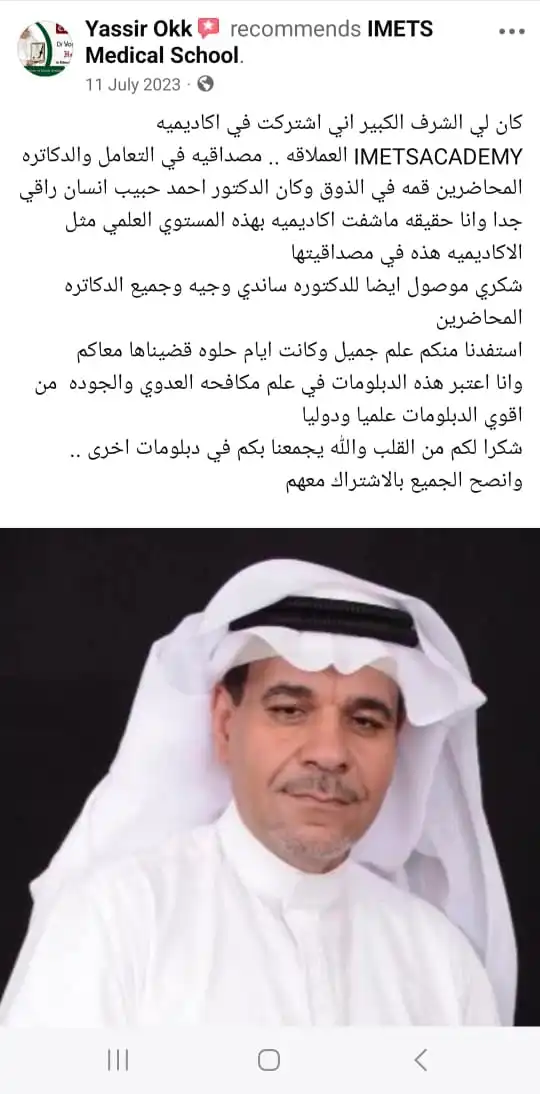 Yassir Okk recommends IMETS
Medical School.
11 July 2023 ·
كان لي الشرف الكبير اني اشتركت في اكاديميه
IMETSACADEMY العملاقه .. مصداقيه في التعامل والدكاتره
المحاضرين قمه في الذوق وكان الدكتور احمد حبيب انسان راقي
جدا وانا حقيقه ماشفت اكاديميه بهذه المستوي العلمي مثل
الاكاديميه هذه في مصداقيتها
شكري موصول ايضا للدكتوره ساندي وجيه وجميع الدكاتره
المحاضرين
استفدنا منكم علم جميل وكانت ايام حلوه قضيناها معاكم
وانا اعتبر هذه الدبلومات في علم مكافحه العدوي والجوده من
اقوي الدبلومات علميا ودوليا
شكرا لكم من القلب والله يجمعنا بكم في دبلومات اخرى ..
وانصح الجميع بالاشتراك معهم